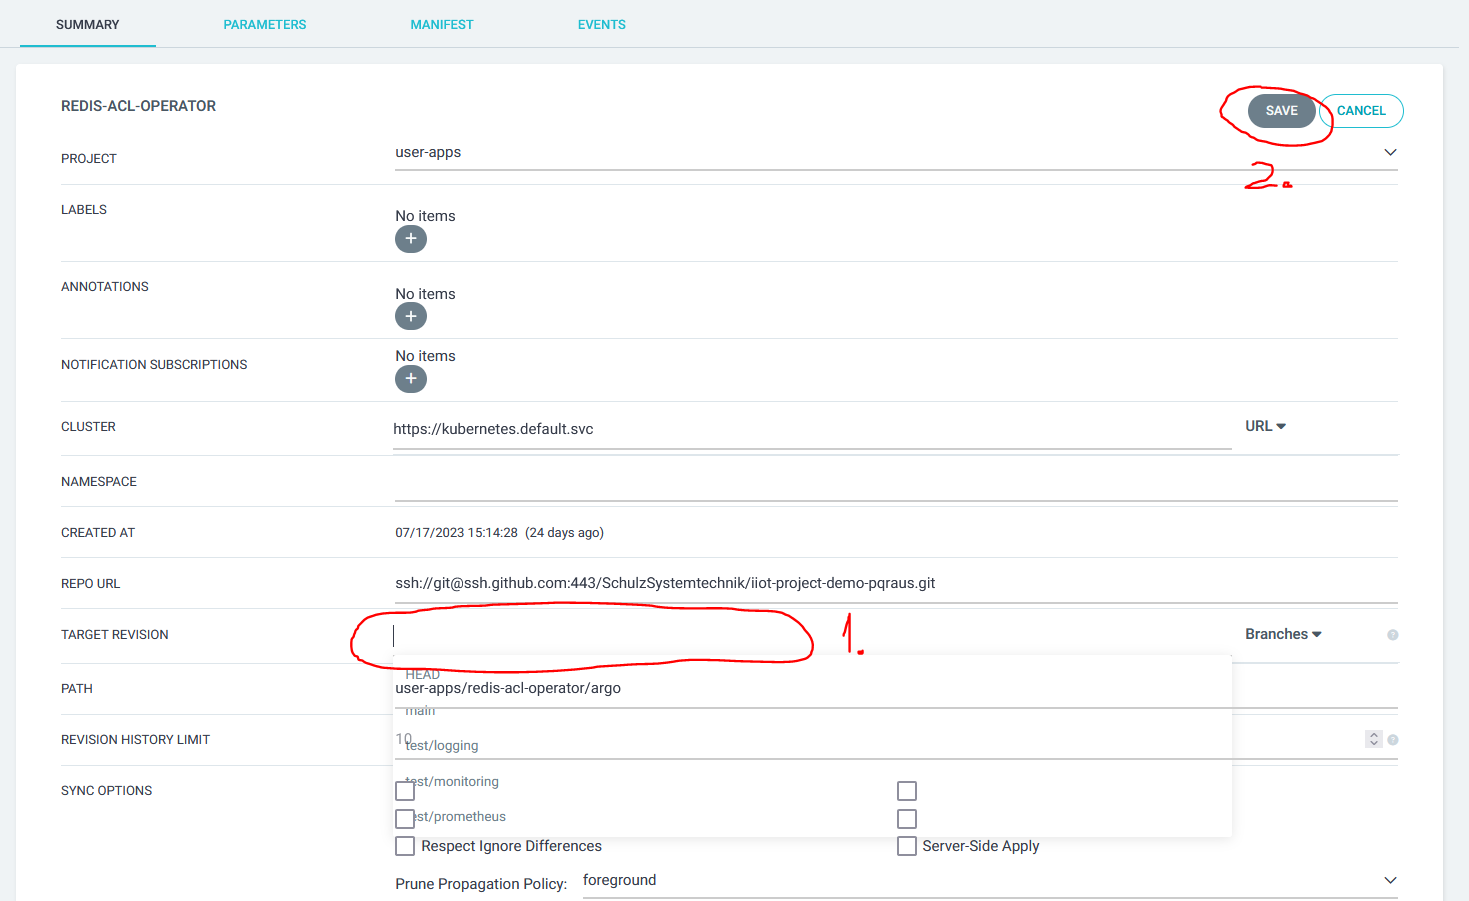 SUMMARY PARAMETERS MANIFEST EVENTS
REDIS-ACL-OPERATOR SAVE CANCEL
PROJECT user-apps
2.
LABELS No items
+
ANNOTATIONS No items
+
NOTIFICATION SUBSCRIPTIONS No items
+
CLUSTER https://kubernetes.default.svc URL
NAMESPACE
CREATED AT 07/17/2023 15:14:28 (24 days ago)
REPO URL ssh://git@ssh.github.com:443/SchulzSystemtechnik/iiot-project-demo-pqraus.git
TARGET REVISION 1. Branches ?
HEAD
PATH user-apps/redis-acl-operator/argo
main
REVISION HISTORY LIMIT 10 ?
test/logging
SYNC OPTIONS test/monitoring
test/prometheus
Respect Ignore Differences Server-Side Apply
Prune Propagation Policy: foreground